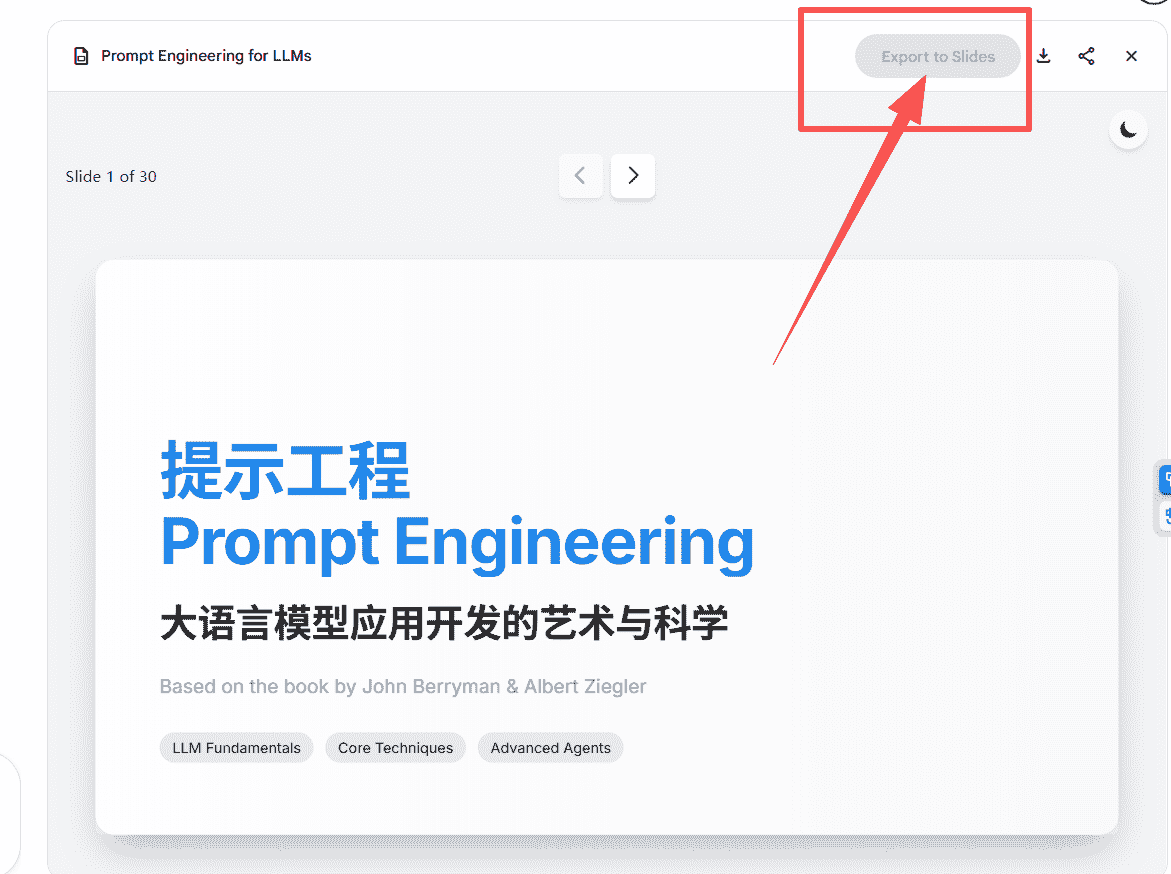 Prompt Engineering for LLMs
Export to Slides
Slide 1 of 30
提示工程
Prompt Engineering
大语言模型应用开发的艺术与科学
Based on the book by John Berryman & Albert Ziegler
LLM Fundamentals
Core Techniques
Advanced Agents